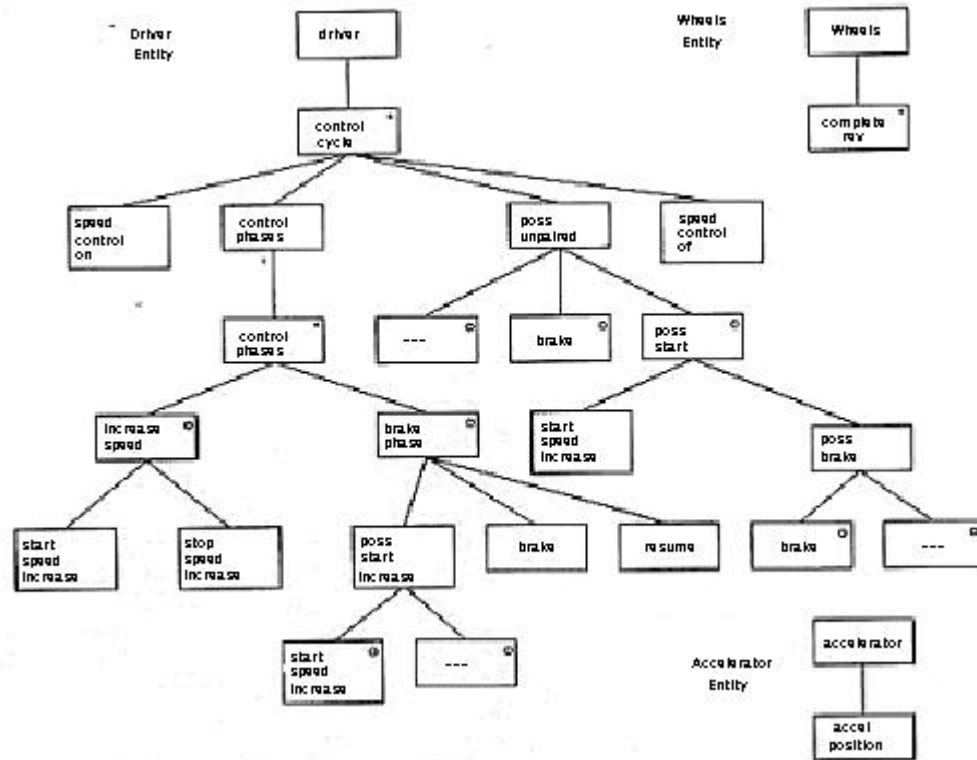 Driver
Entity
driver
Wheels
Entity
Wheels
control
cycle
*
complete
rev
*
speed
control
on
control
phases
poss
unpaired
speed
control
of
control
phases
*
---
o
brake
o
poss
start
o
increase
speed
o
brake
phase
o
start
speed
increase
poss
brake
start
speed
increase
stop
speed
increase
poss
start
increase
brake
resume
brake
o
---
o
start
speed
increase
o
---
o
Accelerator
Entity
accelerator
accel
position